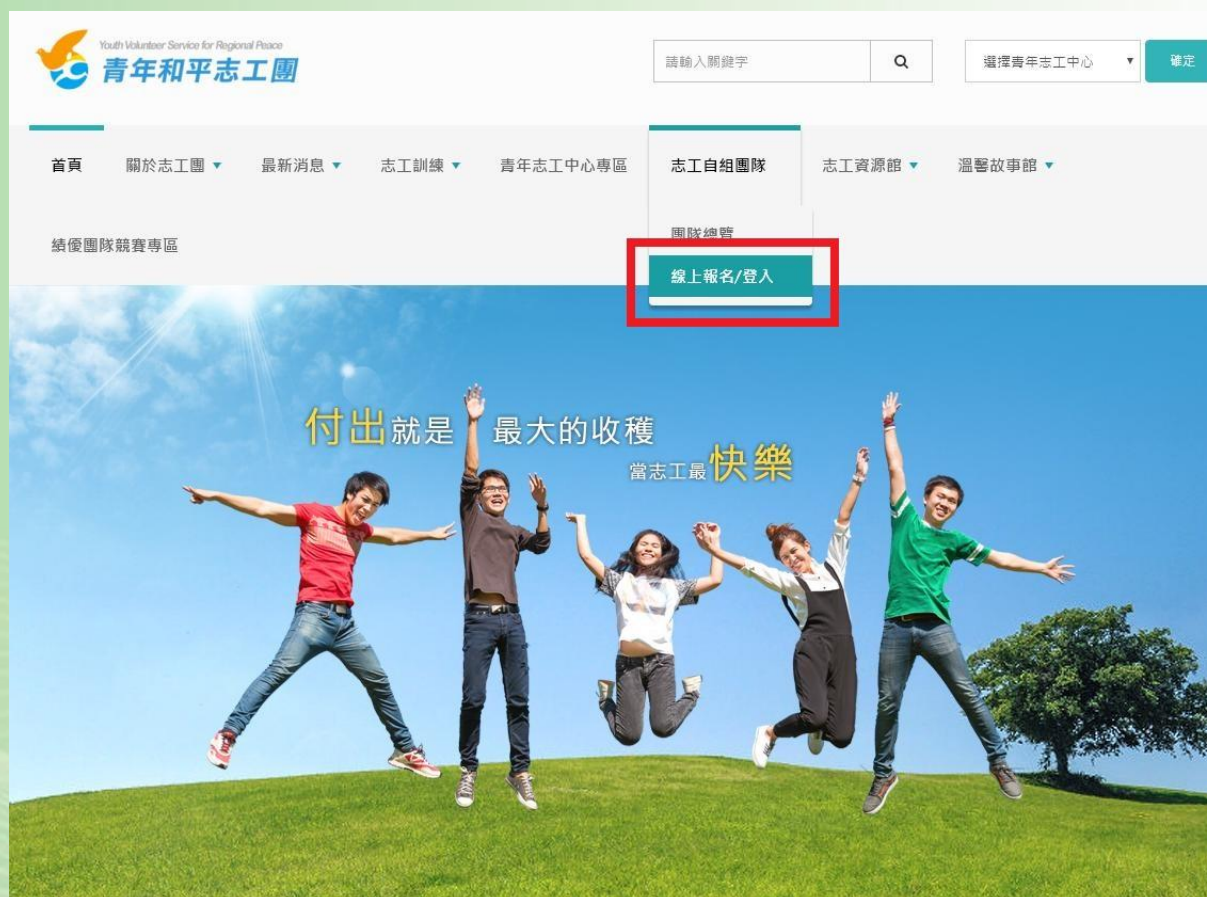 Youth Volunteer Service for Regional Peace
青年和平志工團
請輸入關鍵字
選擇青年志工中心
確定
首頁 關於志工團 最新消息 志工訓練 青年志工中心專區 志工自組團隊 志工資源館 溫馨故事館
績優團隊競賽專區
團隊總覽
線上報名/登入
付出就是 最大的收穫
當志工最快樂